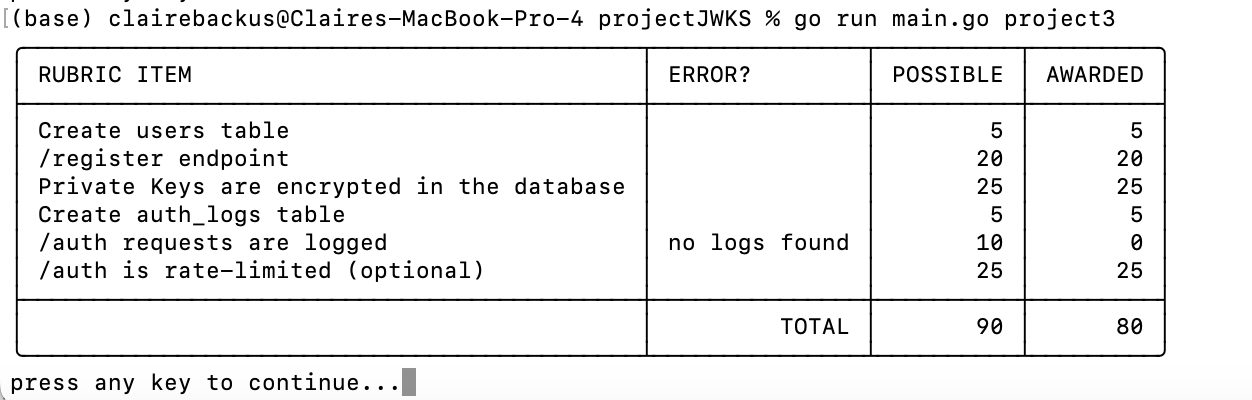 [(base) clairebackus@Claires-MacBook-Pro-4 projectJWKS % go run main.go project3
RUBRIC ITEM ERROR? POSSIBLE AWARDED
Create users table 5 5
/register endpoint 20 20
Private Keys are encrypted in the database 25 25
Create auth_logs table 5 5
/auth requests are logged no logs found 10 0
/auth is rate-limited (optional) 25 25
TOTAL 90 80
press any key to continue...